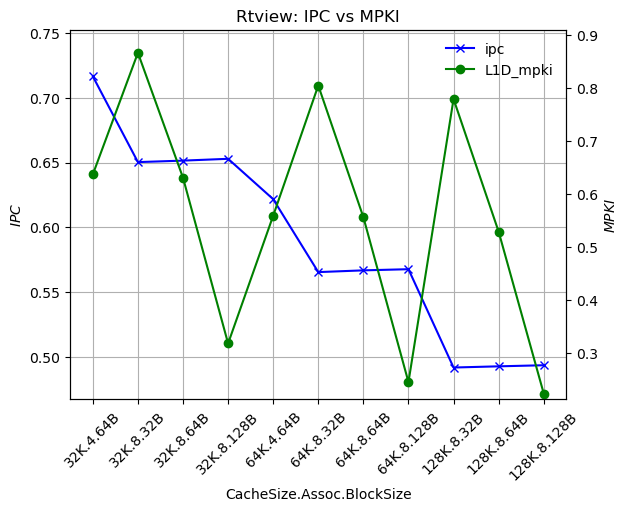 Rtview: IPC vs MPKI
ipc
L1D_mpki
0.75
0.70
0.65
0.60
0.55
0.50
IPC
0.9
0.8
0.7
0.6
0.5
0.4
0.3
MPKI
32K.4.64B
32K.8.32B
32K.8.64B
32K.8.128B
64K.4.64B
64K.8.32B
64K.8.64B
64K.8.128B
128K.8.32B
128K.8.64B
128K.8.128B
CacheSize.Assoc.BlockSize